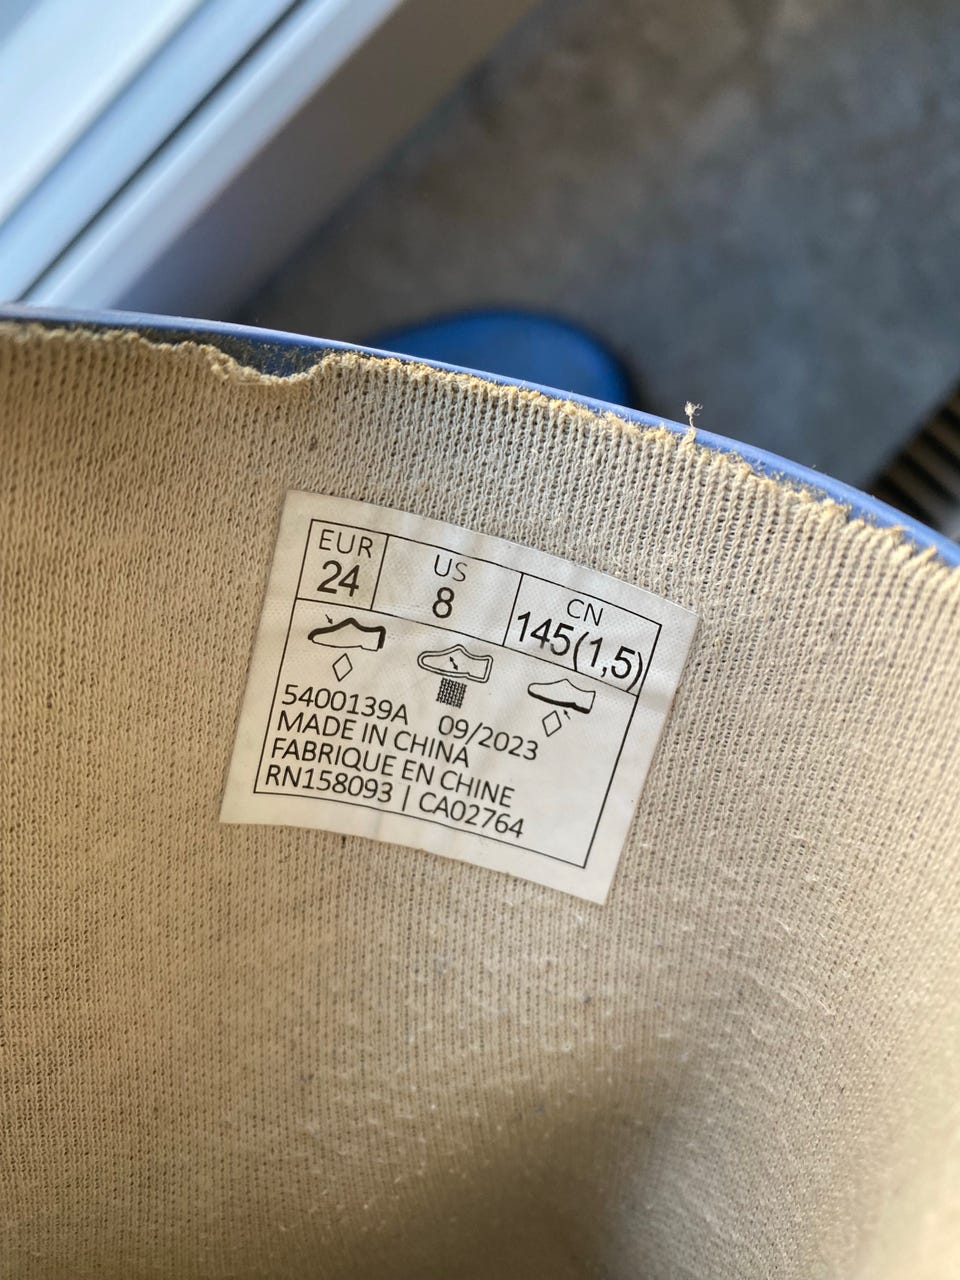 EUR US CN
24 8 145(1,5)
5400139A 09/2023
MADE IN CHINA
FABRIQUE EN CHINE
RN158093 | CA02764